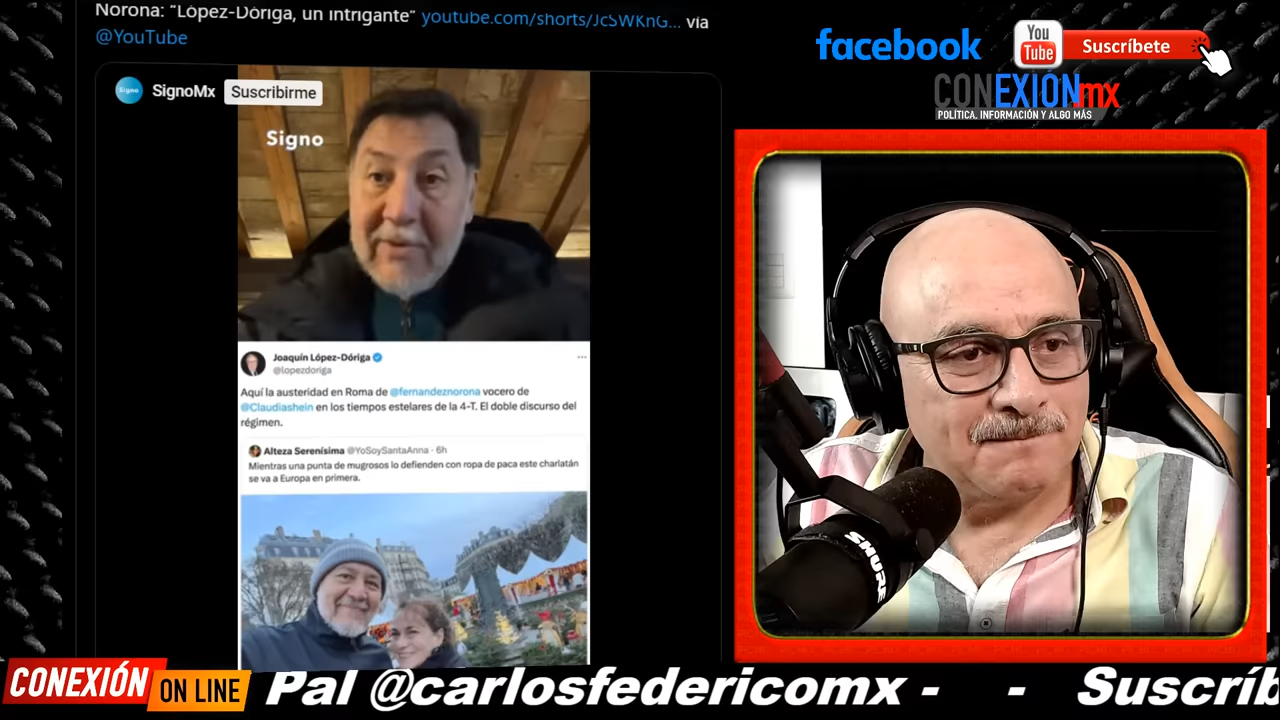 Noroña: "López-Dóriga, un intrigante" youtube.com/shorts/JcSWKnG... vía
@YouTube
SignoMx Suscribirme
Signo
Signo
Joaquín López-Dóriga
@lopezdoriga
Aquí la austeridad en Roma de @fernandeznorona vocero de
@Claudiashein en los tiempos estelares de la 4-T. El doble discurso del
régimen.
Alteza Serenísima @YoSoySantaAnna · 6h
Mientras una punta de mugrosos lo defienden con ropa de paca este charlatán
se va a Europa en primera.
facebook
You
Tube
Suscríbete
CONEXIÓNmx
POLÍTICA, INFORMACIÓN Y ALGO MÁS
SHURE
CONEXIÓN
ON LINE
Pal @carlosfedericomx - - Suscríb